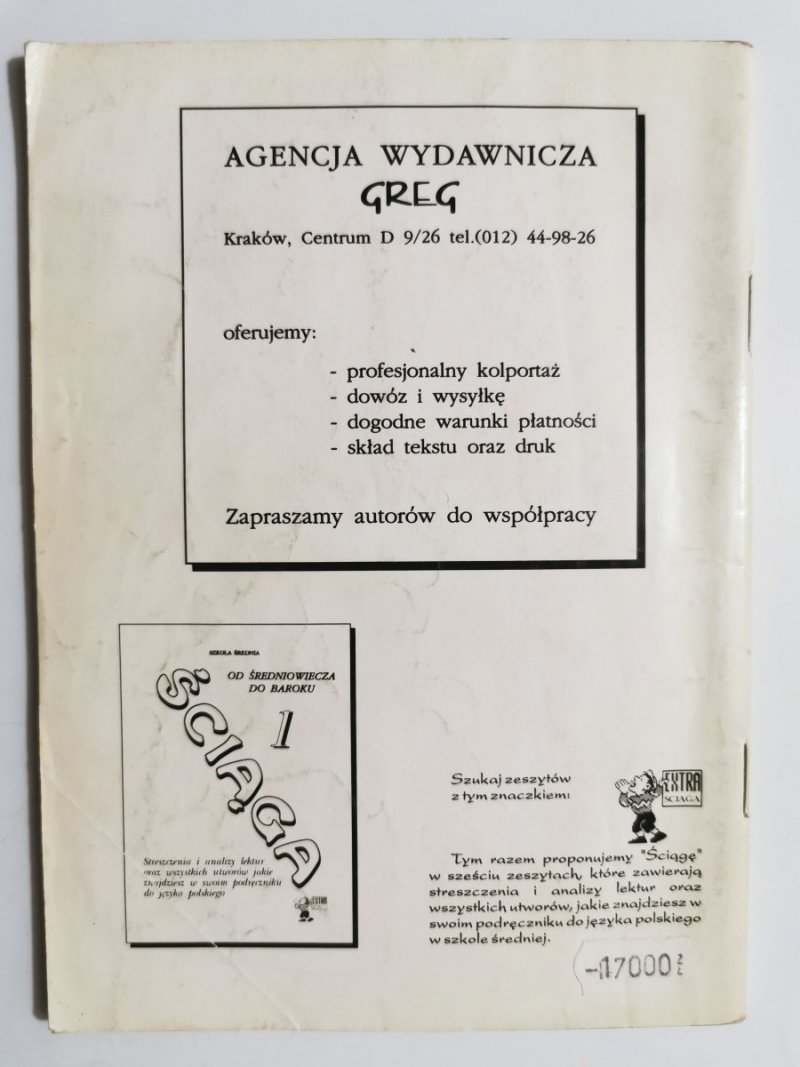 AGENCJA WYDAWNICZA
GREG
Kraków, Centrum D 9/26 tel.(012) 44-98-26
oferujemy:
- profesjonalny kolportaż
- dowóz i wysyłkę
- dogodne warunki płatności
- skład tekstu oraz druk
Zapraszamy autorów do współpracy
SZKOŁA ŚREDNIA
OD ŚREDNIOWIECZA
DO BAROKU
1
ŚCIĄGA
Streszczenia i analizy lektur
oraz wszystkich utworów jakie
znajdziesz w swoim podręczniku
do języka polskiego
EXTRA
Szukaj zeszytów
z tym znaczkiem:
EXTRA
ŚCIĄGA
Tym razem proponujemy "Ściągę"
w sześciu zeszytach, które zawierają
streszczenia i analizy lektur oraz
wszystkich utworów, jakie znajdziesz w
swoim podręczniku do języka polskiego
w szkole średniej.
-17000 zł